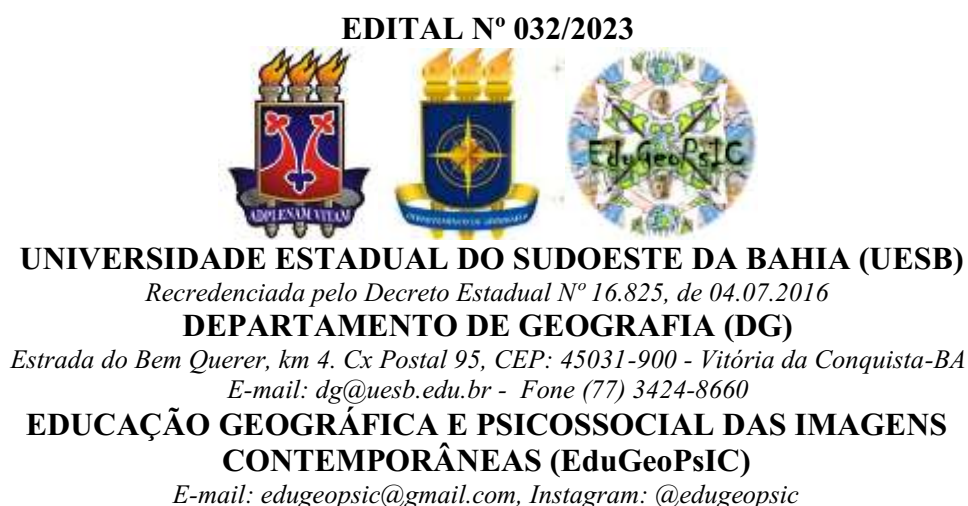 EDITAL Nº 032/2023
ADPLENAM VITAM
EduGeoPsIC
UNIVERSIDADE ESTADUAL DO SUDOESTE DA BAHIA (UESB)
Recredenciada pelo Decreto Estadual Nº 16.825, de 04.07.2016
DEPARTAMENTO DE GEOGRAFIA (DG)
Estrada do Bem Querer, km 4. Cx Postal 95, CEP: 45031-900 - Vitória da Conquista-BA
E-mail: dg@uesb.edu.br - Fone (77) 3424-8660
EDUCAÇÃO GEOGRÁFICA E PSICOSSOCIAL DAS IMAGENS
CONTEMPORÂNEAS (EduGeoPsIC)
E-mail: edugeopsic@gmail.com, Instagram: @edugeopsic